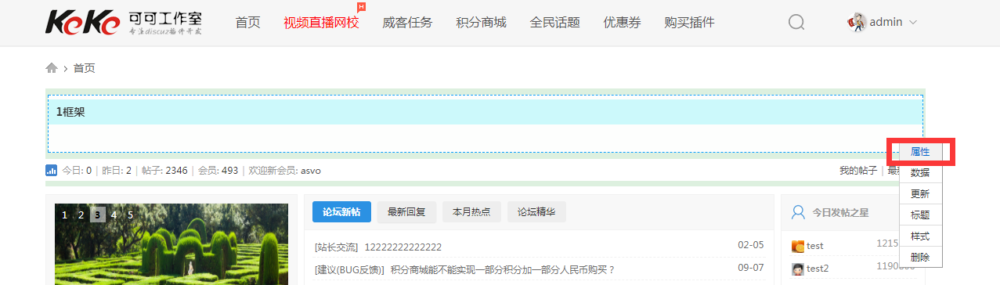 KeKe 可可工作室
专注discuz插件开发
首页 视频直播网校 H 威客任务 积分商城 全民话题 优惠券 购买插件 admin
首页
1框架
属性
今日: 0 | 昨日: 2 | 帖子: 2346 | 会员: 493 | 欢迎新会员: asvo 我的帖子 | 最
数据
更新
1 2 3 4 5 论坛新帖 最新回复 本月热点 论坛精华 今日发帖之星
标题
样式
[站长交流] 12222222222222 02-05 test 1215
删除
[建议(BUG反馈)] 积分商城能不能实现一部分积分加一部分人民币购买？ 09-07 test2 1190